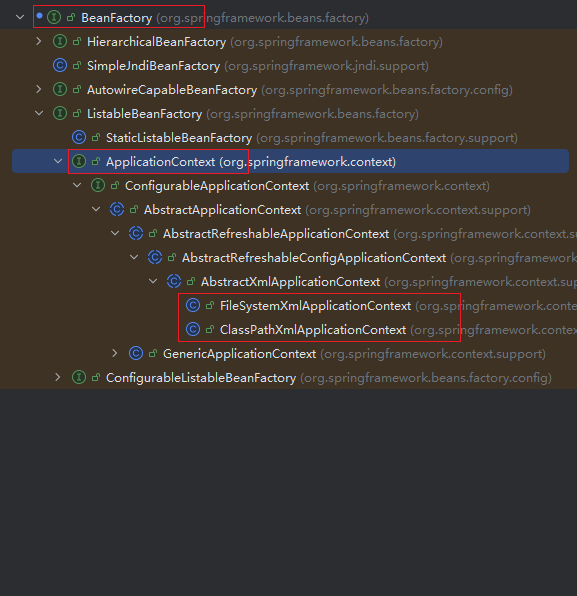 BeanFactory (org.springframework.beans.factory)
HierarchicalBeanFactory (org.springframework.beans.factory)
SimpleJndiBeanFactory (org.springframework.jndi.support)
AutowireCapableBeanFactory (org.springframework.beans.factory.config)
ListableBeanFactory (org.springframework.beans.factory)
StaticListableBeanFactory (org.springframework.beans.factory.support)
ApplicationContext (org.springframework.context)
ConfigurableApplicationContext (org.springframework.context)
AbstractApplicationContext (org.springframework.context.support)
AbstractRefreshableApplicationContext (org.springframework.context.s
AbstractRefreshableConfigApplicationContext (org.springframework
AbstractXmlApplicationContext (org.springframework.context.sup
FileSystemXmlApplicationContext (org.springframework.conte
ClassPathXmlApplicationContext (org.springframework.contex
GenericApplicationContext (org.springframework.context.support)
ConfigurableListableBeanFactory (org.springframework.beans.factory.config)